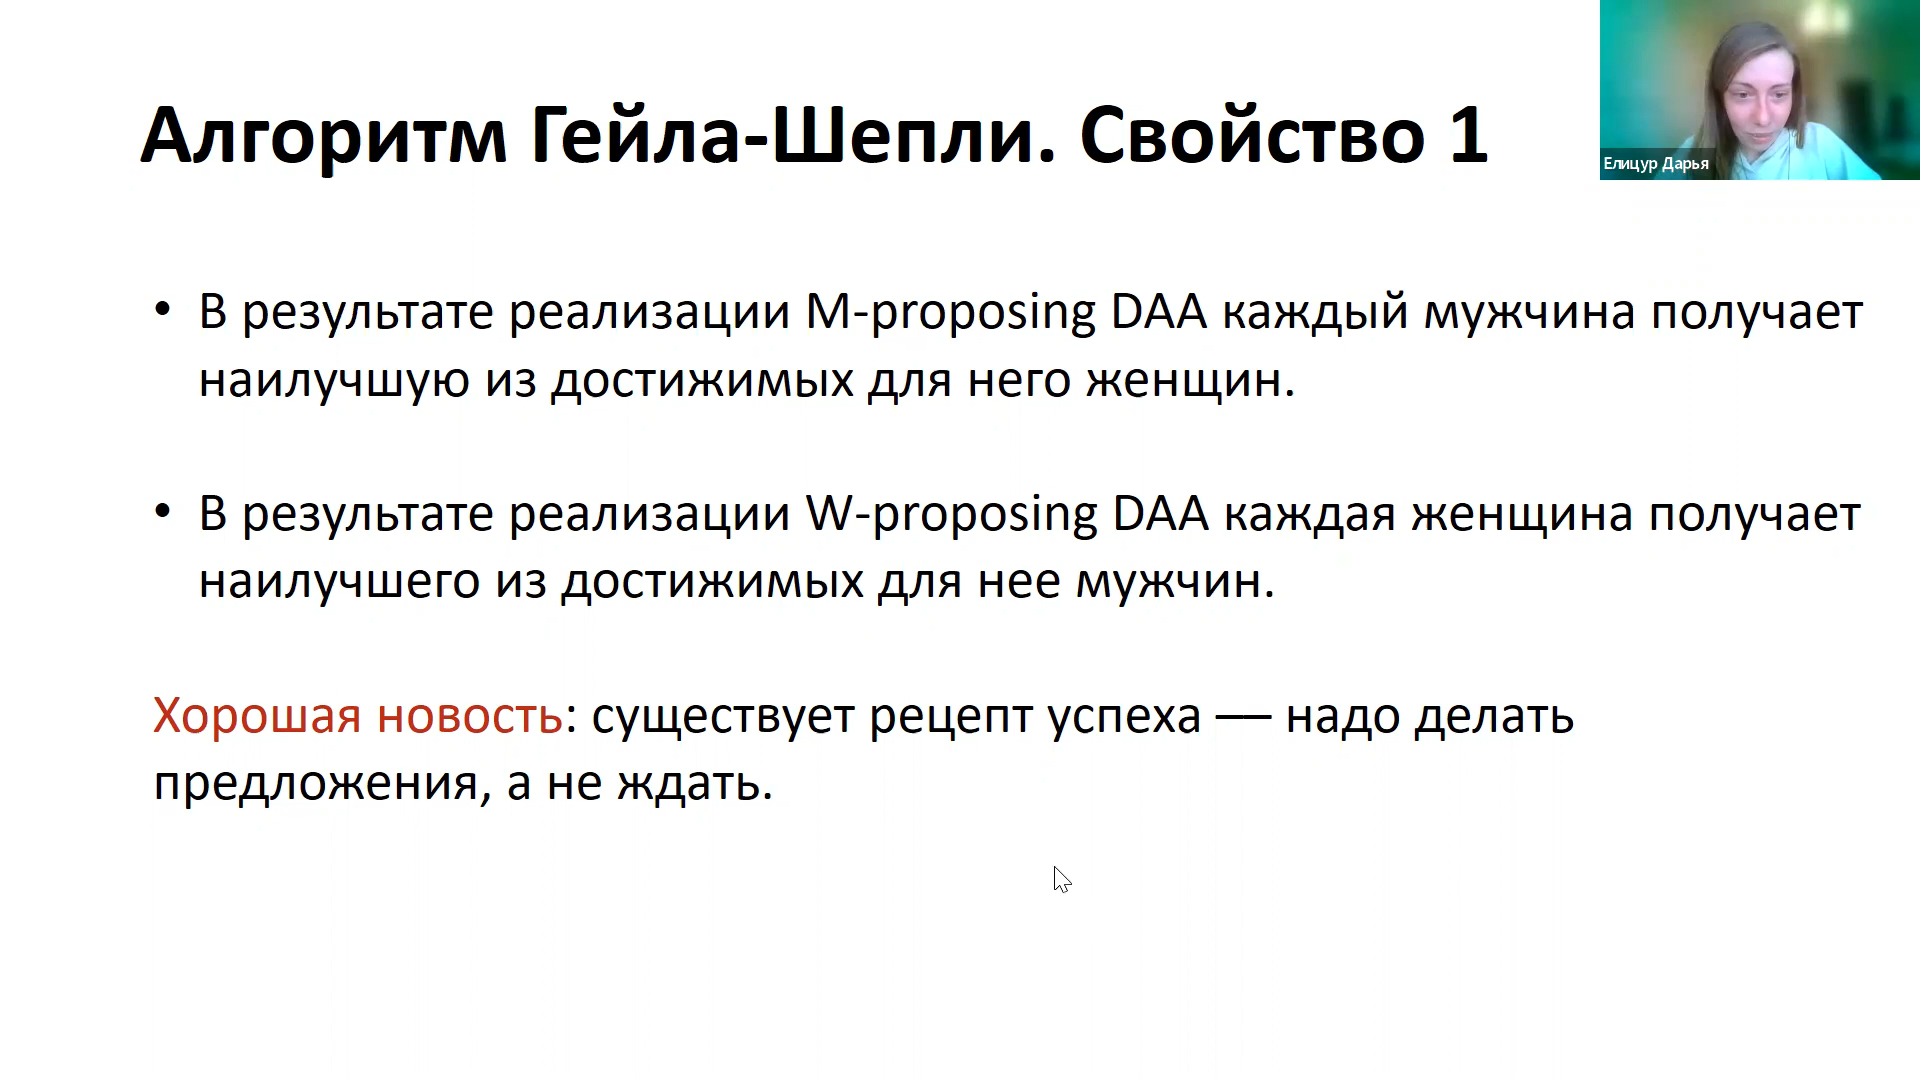 Алгоритм Гейла-Шепли. Свойство 1
Елицур Дарья
• В результате реализации M-proposing DAA каждый мужчина получает
наилучшую из достижимых для него женщин.
• В результате реализации W-proposing DAA каждая женщина получает
наилучшего из достижимых для нее мужчин.
Хорошая новость: существует рецепт успеха — надо делать
предложения, а не ждать.